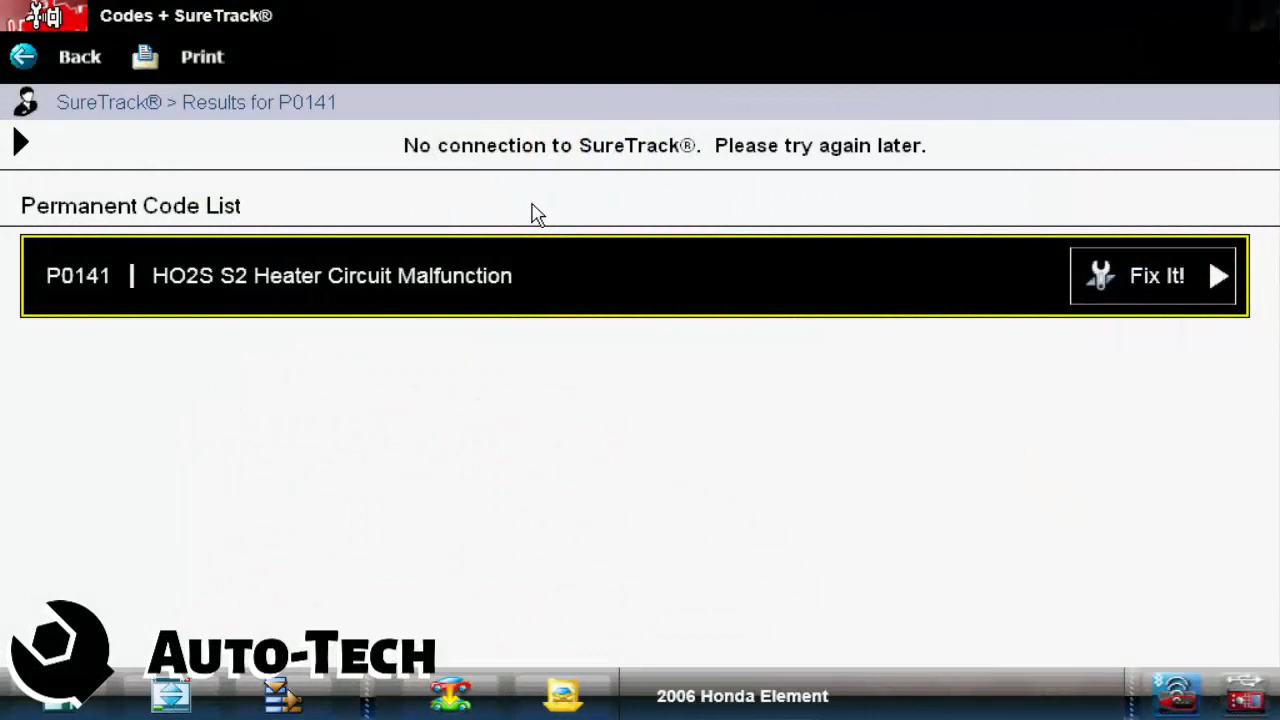 Codes + SureTrack®
Back Print
SureTrack® > Results for P0141
No connection to SureTrack®. Please try again later.
Permanent Code List
P0141 | HO2S S2 Heater Circuit Malfunction Fix It!
AUTO-TECH
2006 Honda Element